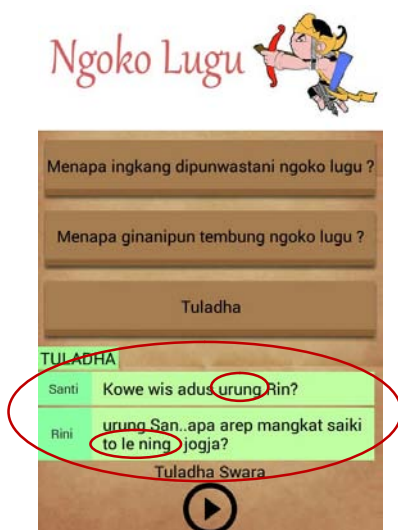 Ngoko Lugu
Menapa ingkang dipunwastani ngoko lugu ?
Menapa ginanipun tembung ngoko lugu ?
Tuladha
TULADHA
Santi Kowe wis adus urung Rin?
Rini urung San..apa arep mangkat saiki
to le ning jogja?
Tuladha Swara